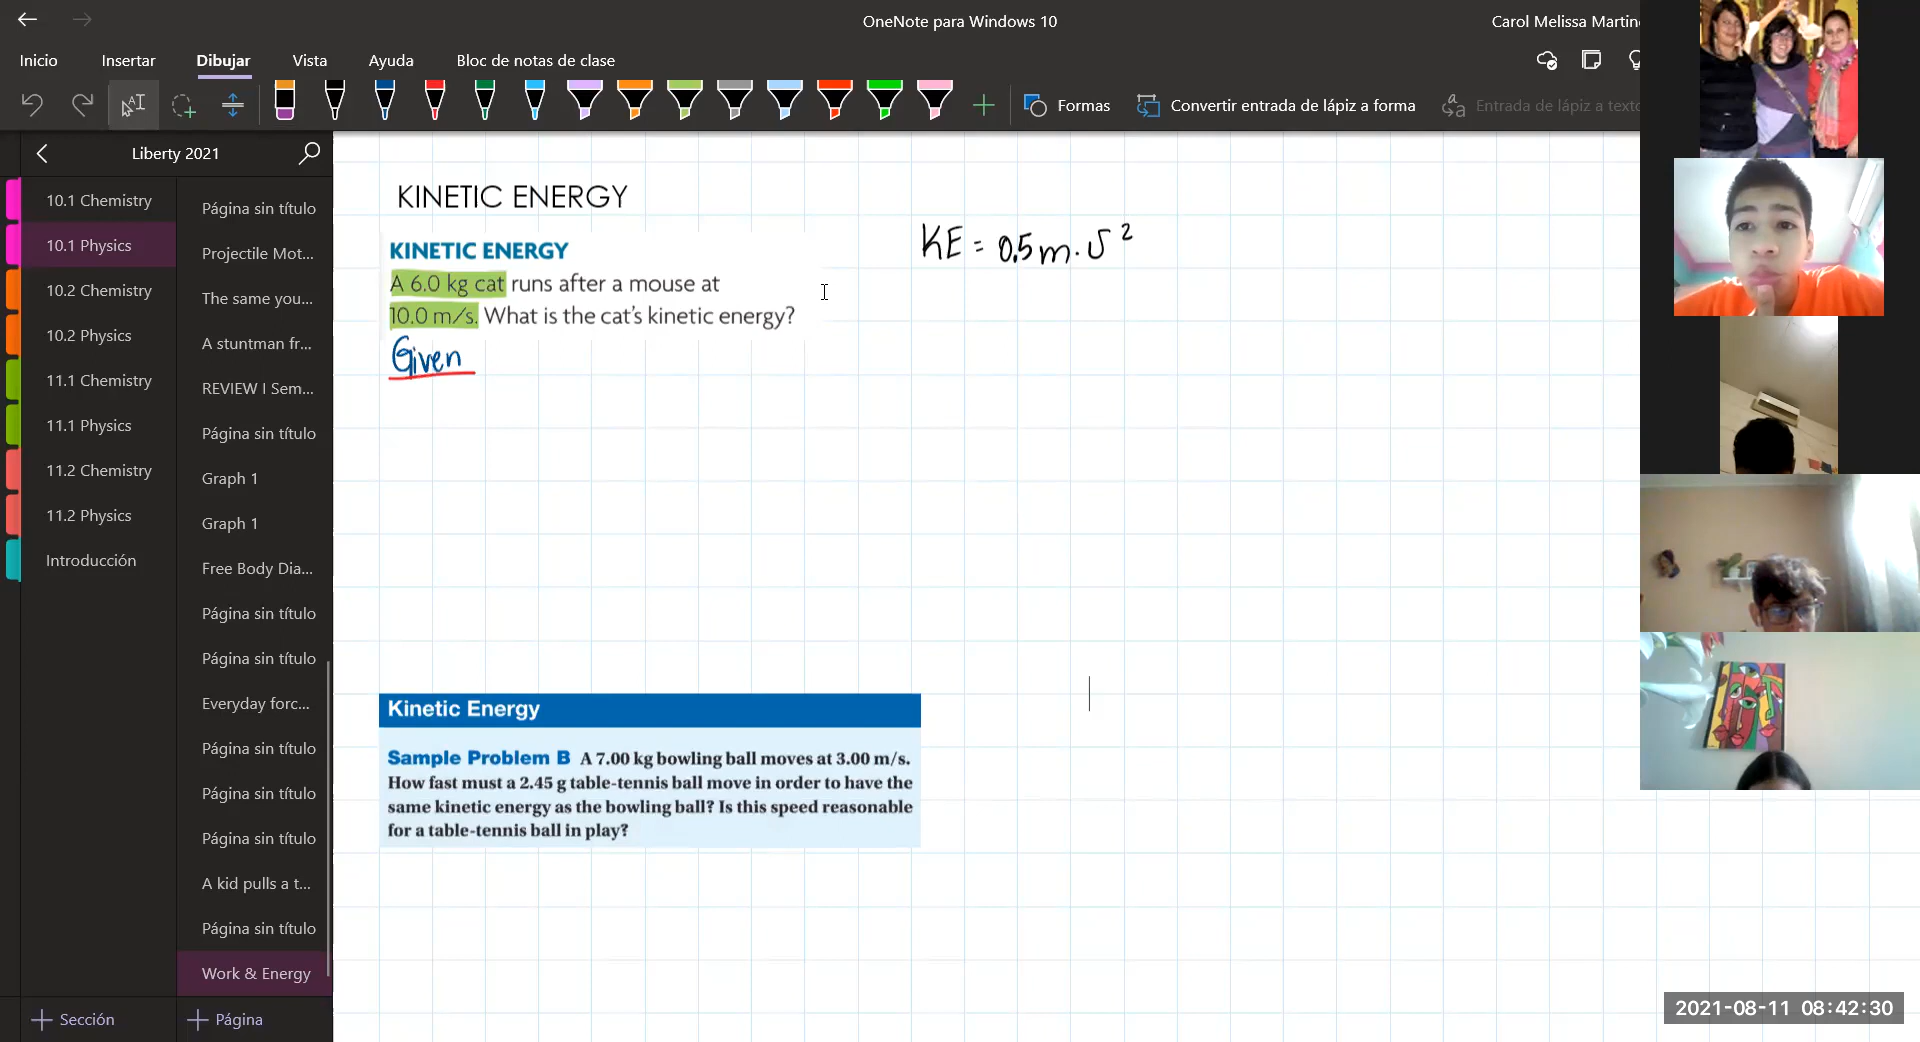 OneNote para Windows 10
Carol Melissa Martin
Inicio
Insertar
Dibujar
Vista
Ayuda
Bloc de notas de clase
Formas
Convertir entrada de lápiz a forma
Entrada de lápiz a texto
Liberty 2021
10.1 Chemistry
10.1 Physics
10.2 Chemistry
10.2 Physics
11.1 Chemistry
11.1 Physics
11.2 Chemistry
11.2 Physics
Introducción
Sección
Página sin título
Projectile Mot...
The same you...
A stuntman fr...
REVIEW I Sem...
Página sin título
Graph 1
Graph 1
Free Body Dia...
Página sin título
Página sin título
Everyday forc...
Página sin título
Página sin título
Página sin título
A kid pulls a t...
Página sin título
Work & Energy
Página
KINETIC ENERGY
KINETIC ENERGY
A 6.0 kg cat runs after a mouse at
10.0 m/s. What is the cat's kinetic energy?
Given
KE = 0.5 m . v ²
Kinetic Energy
Sample Problem B A 7.00 kg bowling ball moves at 3.00 m/s.
How fast must a 2.45 g table-tennis ball move in order to have the
same kinetic energy as the bowling ball? Is this speed reasonable
for a table-tennis ball in play?
2021-08-11 08:42:30